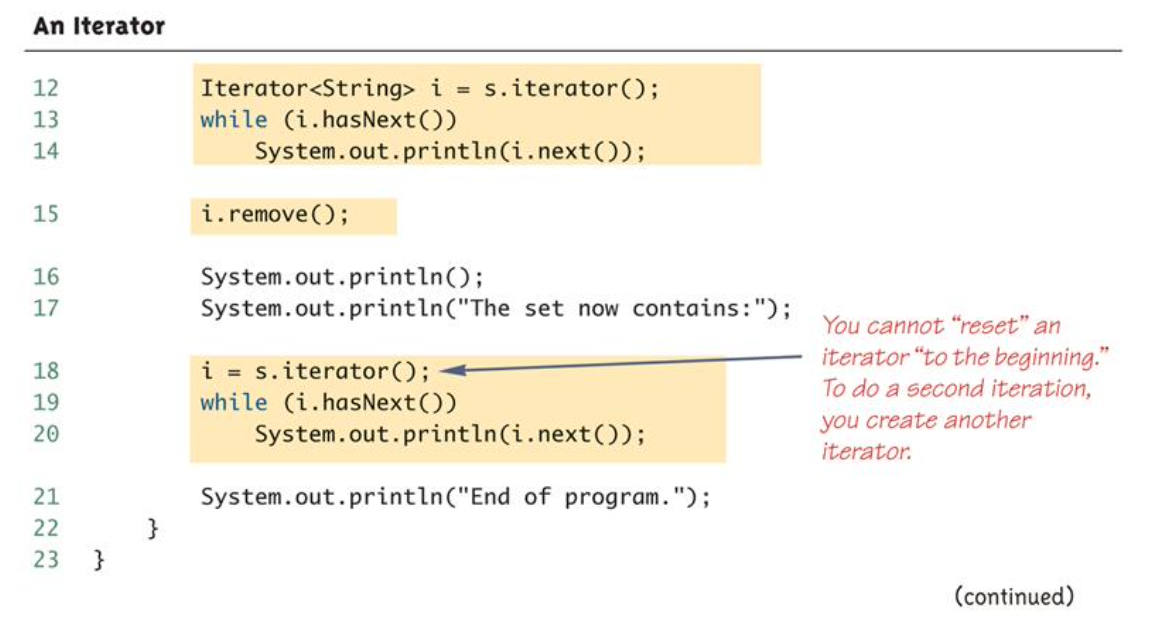 An Iterator
12 Iterator<String> i = s.iterator();
13 while (i.hasNext())
14 System.out.println(i.next());
15 i.remove();
16 System.out.println();
17 System.out.println("The set now contains:");
You cannot “reset” an
iterator “to the beginning.”
To do a second iteration,
you create another
iterator.
18 i = s.iterator();
19 while (i.hasNext())
20 System.out.println(i.next());
21 System.out.println("End of program.");
22 }
23 }
(continued)